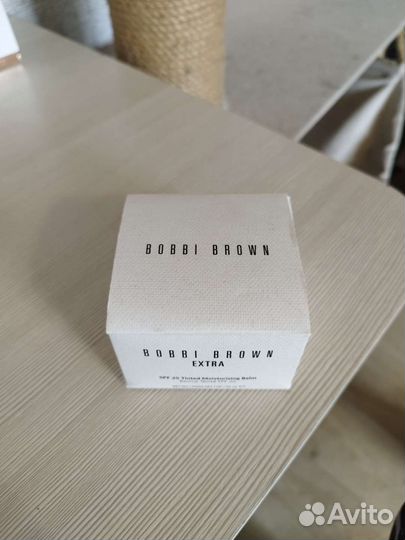 BOBBI BROWN
BOBBI BROWN
EXTRA
SPF 25 Tinted Moisturizing Balm
Avito